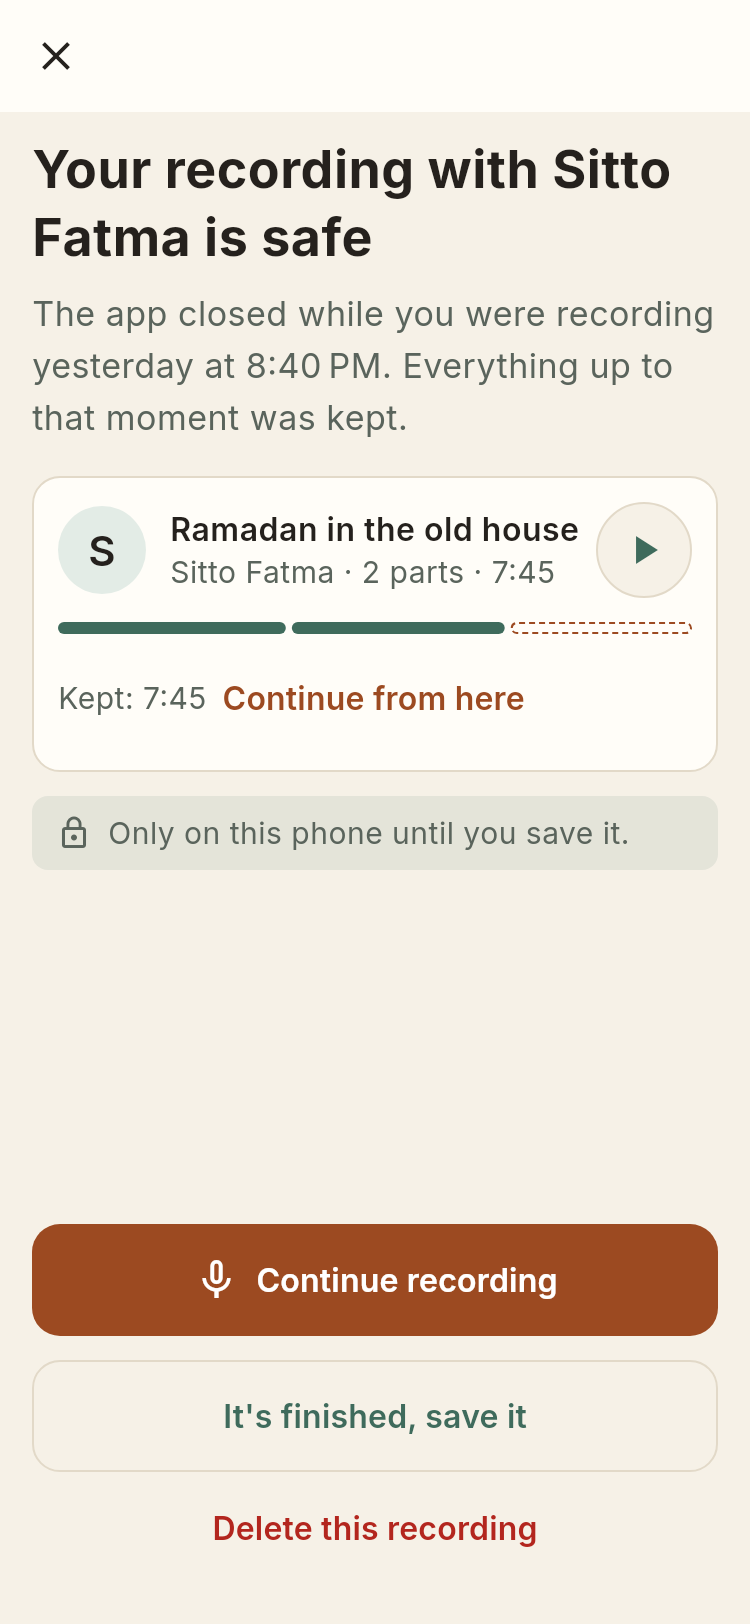 Your recording with Sitto
Fatma is safe
The app closed while you were recording
yesterday at 8:40 PM. Everything up to
that moment was kept.
S
Ramadan in the old house
Sitto Fatma · 2 parts · 7:45
Kept: 7:45 Continue from here
Only on this phone until you save it.
Continue recording
It's finished, save it
Delete this recording